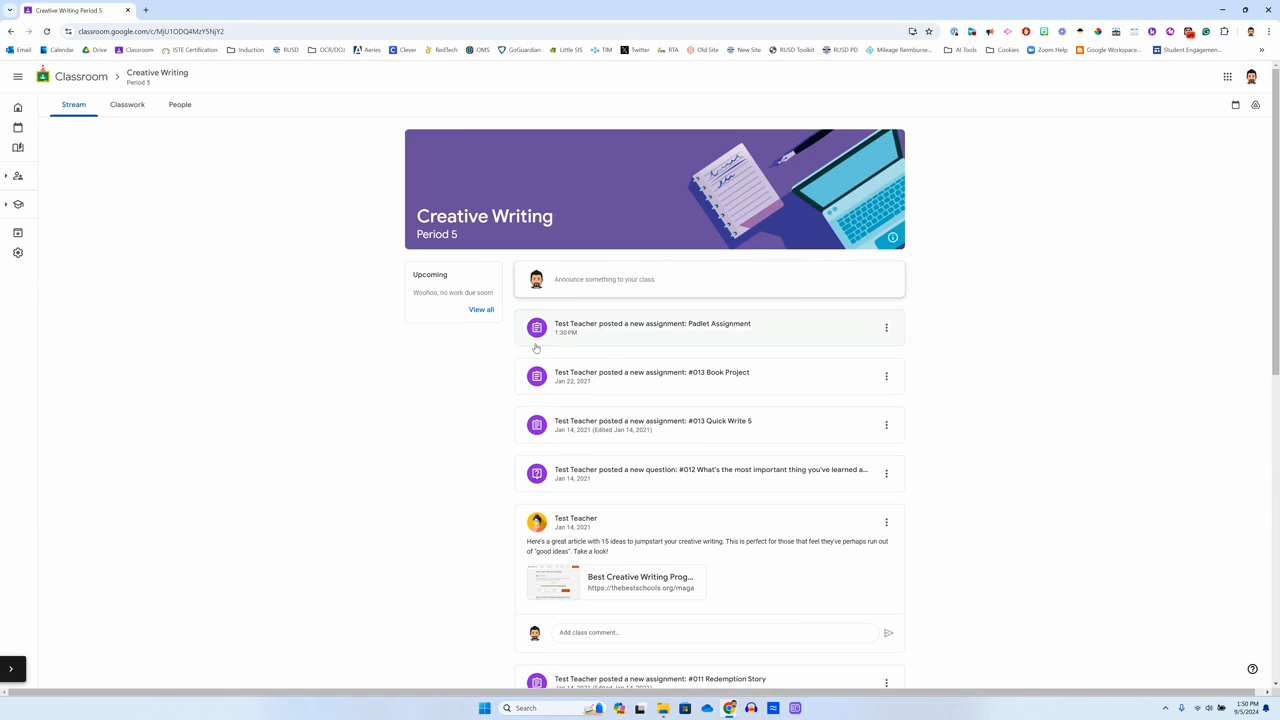 Creative Writing Period 5
classroom.google.com/c/MjU1ODQ4MzY5NjY2
Email Calendar Drive Classroom ISTE Certification Induction RUSD OCR/DOJ Aeries Clever RedTech OMS GoGuardian Little SIS TIM Twitter RTA Old Site New Site RUSD Toolkit RUSD PD Mileage Reimburse... AI Tools Cookies Zoom Help Google Workspace... Student Engagemen... »
Classroom
Creative Writing
Period 5
Stream Classwork People
Creative Writing
Period 5
Upcoming
Woohoo, no work due soon!
View all
Announce something to your class
Test Teacher posted a new assignment: Padlet Assignment
1:30 PM
Test Teacher posted a new assignment: #013 Book Project
Jan 22, 2021
Test Teacher posted a new assignment: #013 Quick Write 5
Jan 14, 2021 (Edited Jan 14, 2021)
Test Teacher posted a new question: #012 What's the most important thing you've learned a...
Jan 14, 2021
Test Teacher
Jan 14, 2021
Here's a great article with 15 ideas to jumpstart your creative writing. This is perfect for those that feel they've perhaps run out
of "good ideas". Take a look!
Best Creative Writing Prog...
https://thebestschools.org/maga
Add class comment...
Test Teacher posted a new assignment: #011 Redemption Story
Jan 14, 2021 (Edited Jan 14, 2021)
Search
1:50 PM
9/5/2024